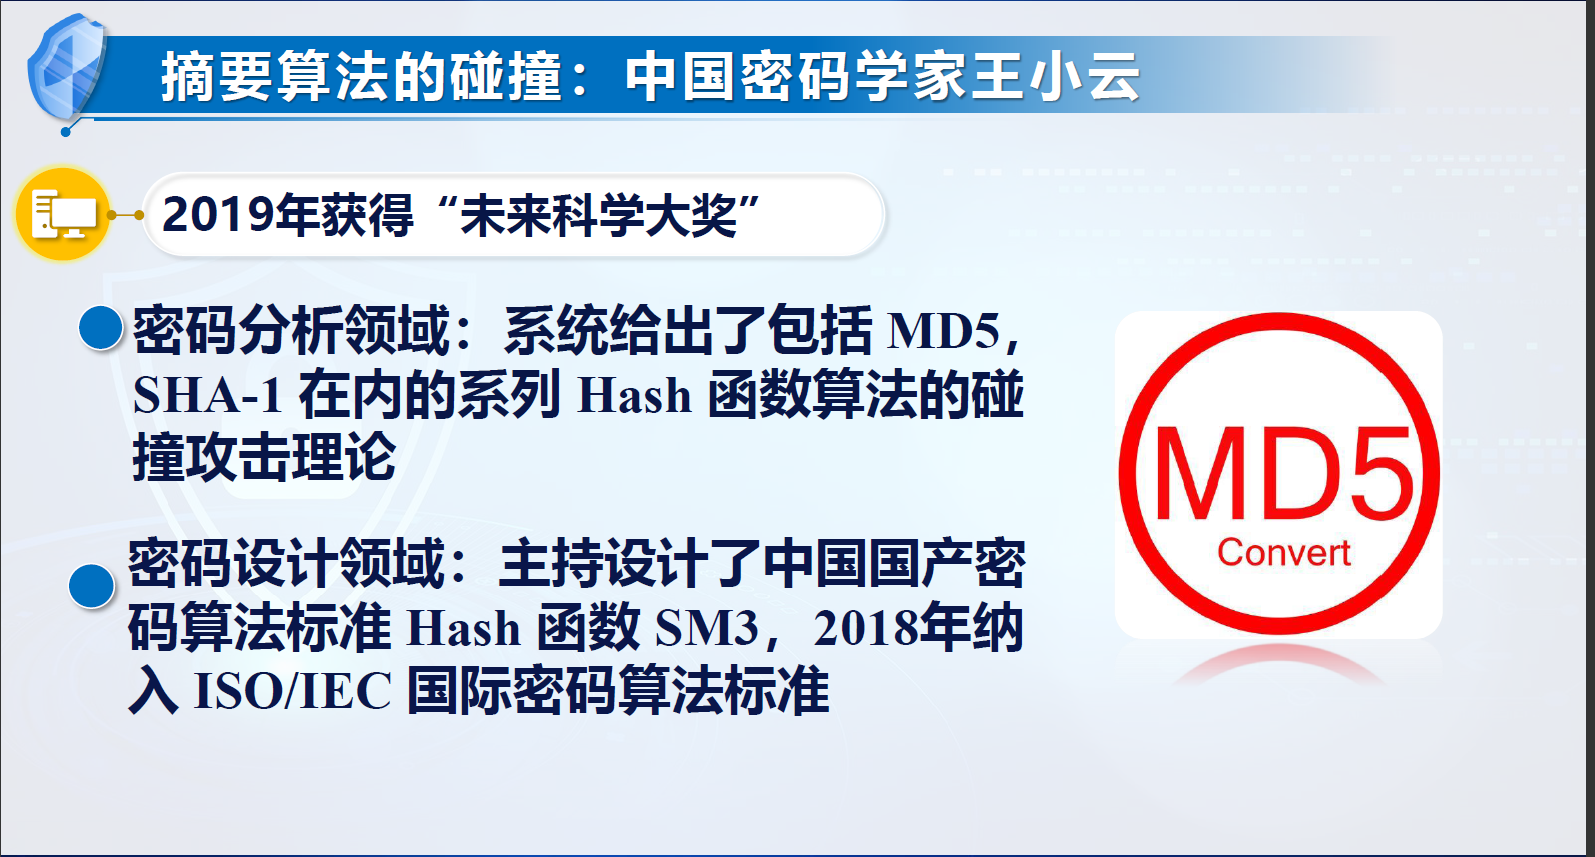 摘要算法的碰撞：中国密码学家王小云
2019年获得“未来科学大奖”
密码分析领域：系统给出了包括 MD5，
SHA-1 在内的系列 Hash 函数算法的碰
撞攻击理论
密码设计领域：主持设计了中国国产密
码算法标准 Hash 函数 SM3，2018年纳
入 ISO/IEC 国际密码算法标准
MD5
Convert